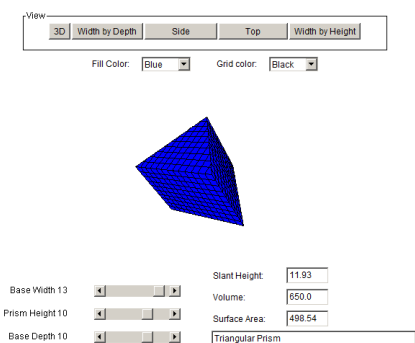 View
3D Width by Depth Side Top Width by Height
Fill Color: Blue Grid color: Black
Slant Height: 11.93
Base Width 13
Volume: 650.0
Prism Height 10
Surface Area: 498.54
Base Depth 10
Triangular Prism